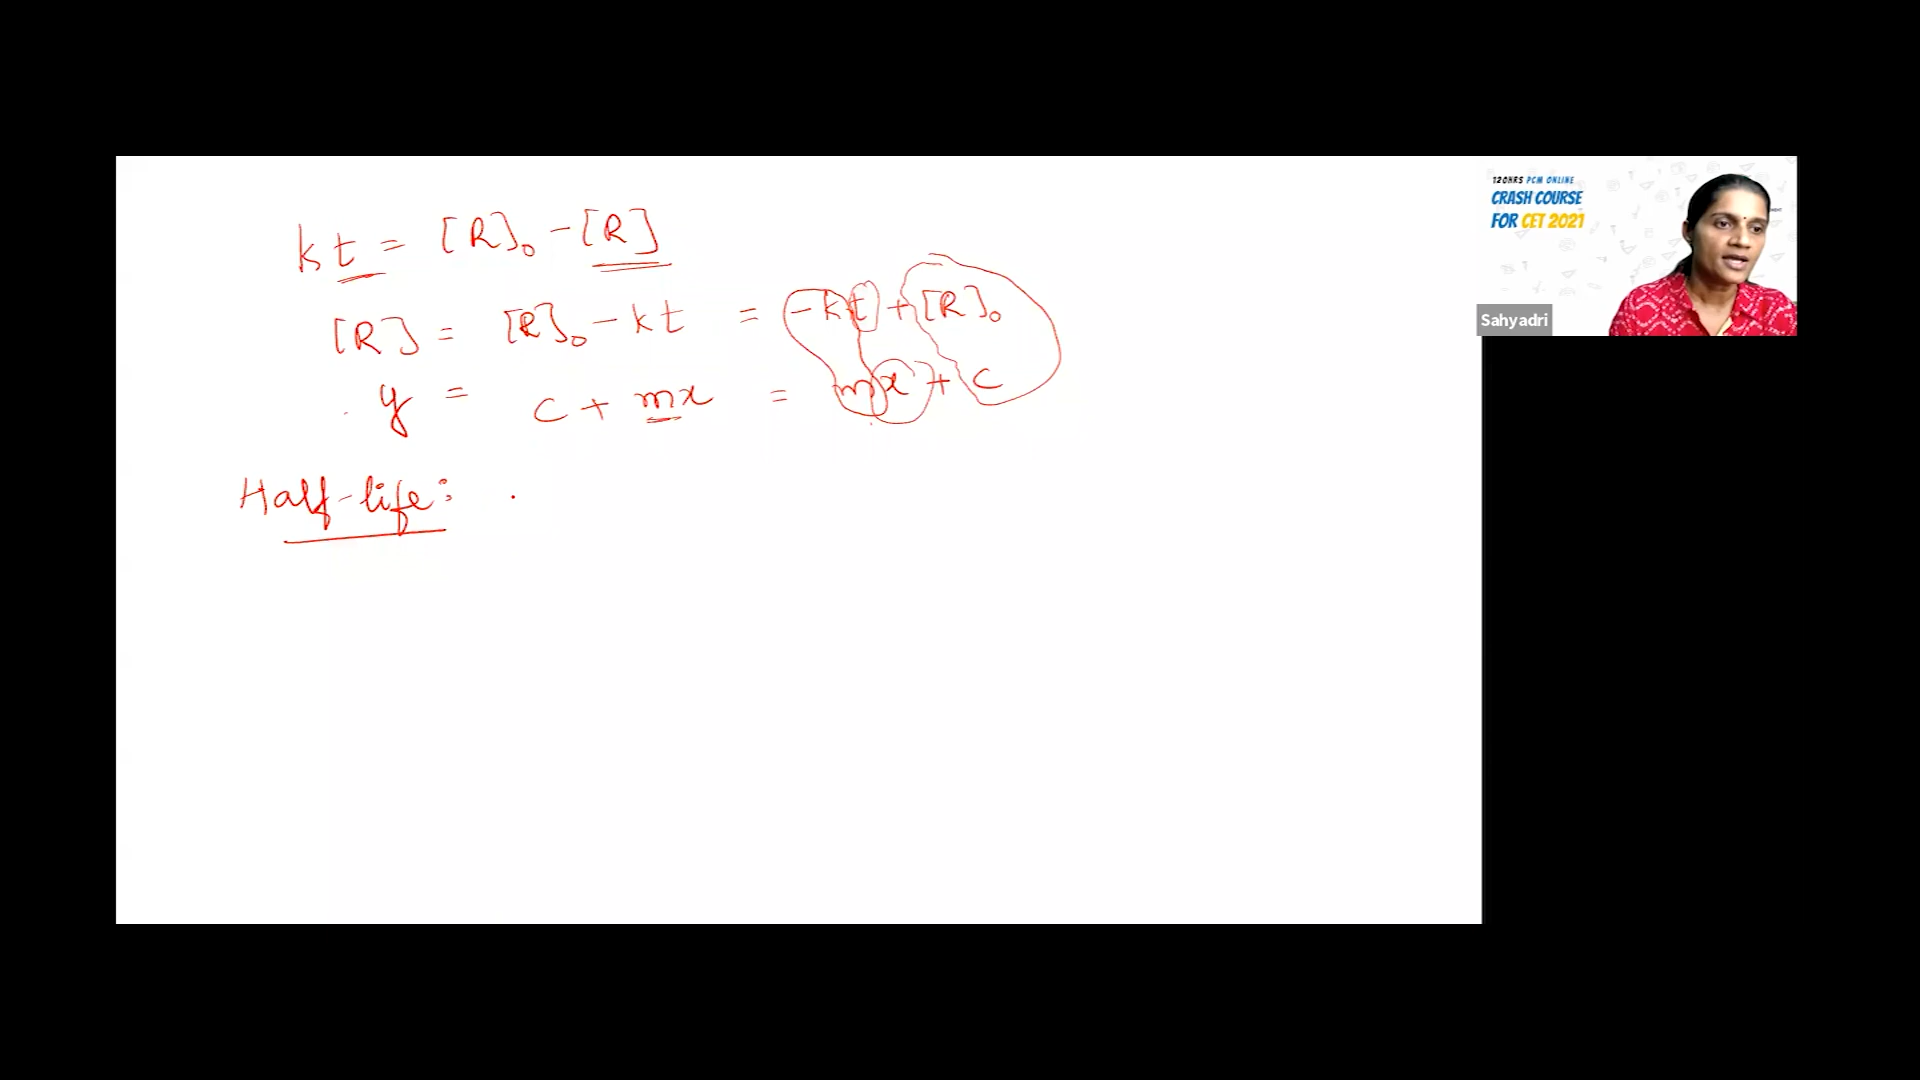 kt = [R]₀ - [R]
[R] = [R]₀ - kt = -kt + [R]₀
y = c + mx = mx + c
Half-life:
120HRS PCM ONLINE
CRASH COURSE
FOR CET 2021
Sahyadri